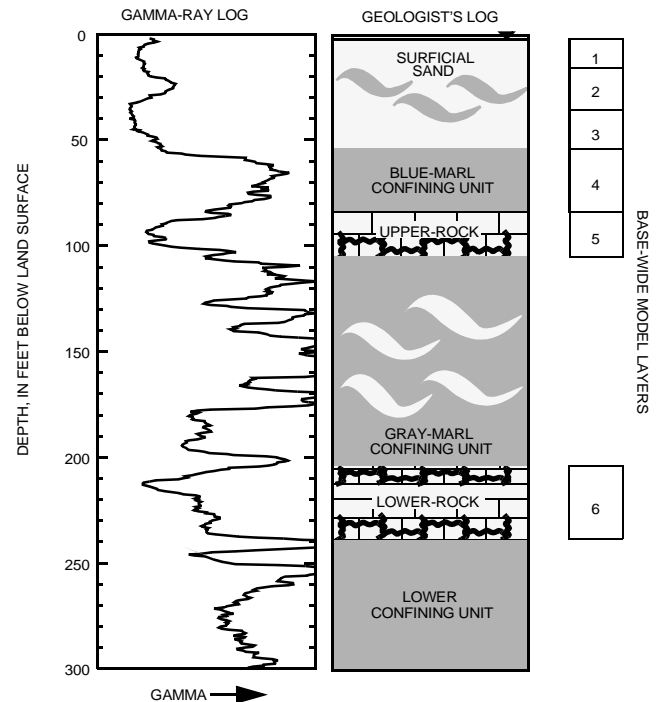 GAMMA-RAY LOG
GEOLOGIST'S LOG
0
50
100
150
200
250
300
DEPTH, IN FEET BELOW LAND SURFACE
GAMMA
SURFICIAL
SAND
BLUE-MARL
CONFINING UNIT
UPPER-ROCK
GRAY-MARL
CONFINING UNIT
LOWER-ROCK
LOWER
CONFINING UNIT
1
2
3
4
5
6
BASE-WIDE MODEL LAYERS